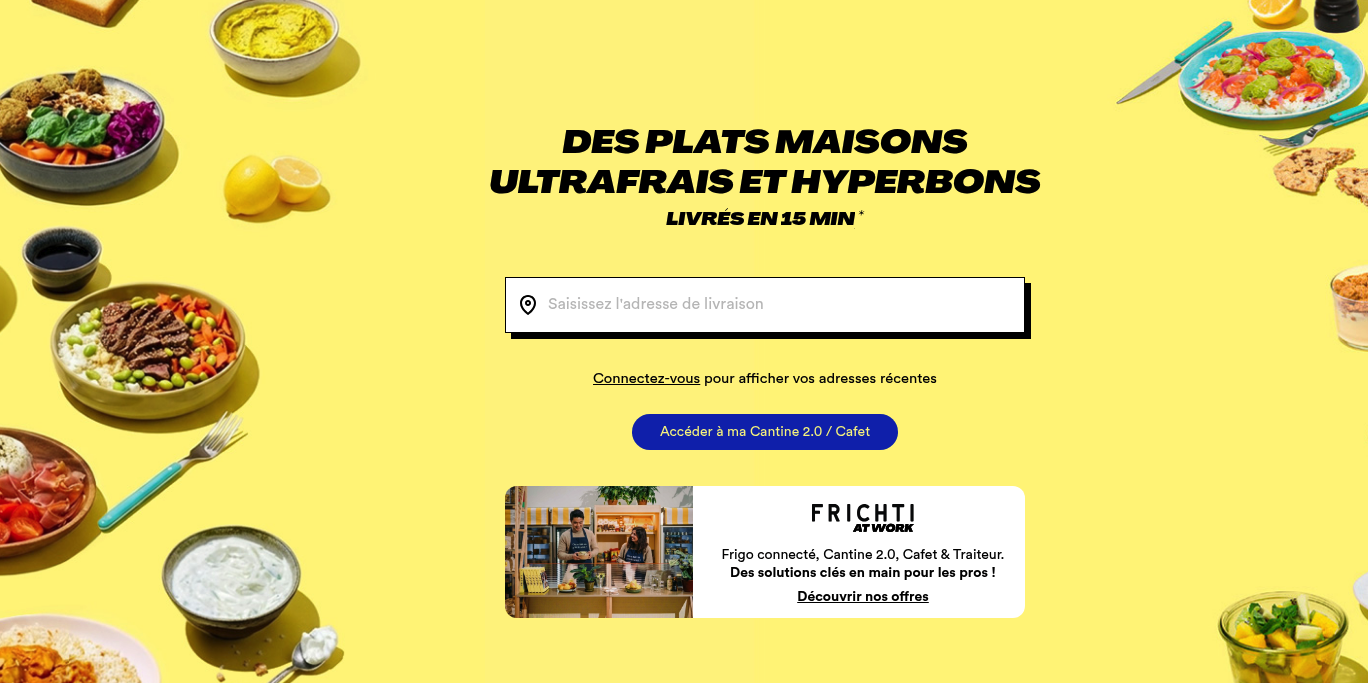 DES PLATS MAISONS
ULTRAFRAIS ET HYPERBONS
LIVRÉS EN 15 MIN *
Saisissez l'adresse de livraison
Connectez-vous pour afficher vos adresses récentes
Accéder à ma Cantine 2.0 / Cafet
FRICHTI
AT WORK
Frigo connecté, Cantine 2.0, Cafet & Traiteur.
Des solutions clés en main pour les pros !
Découvrir nos offres